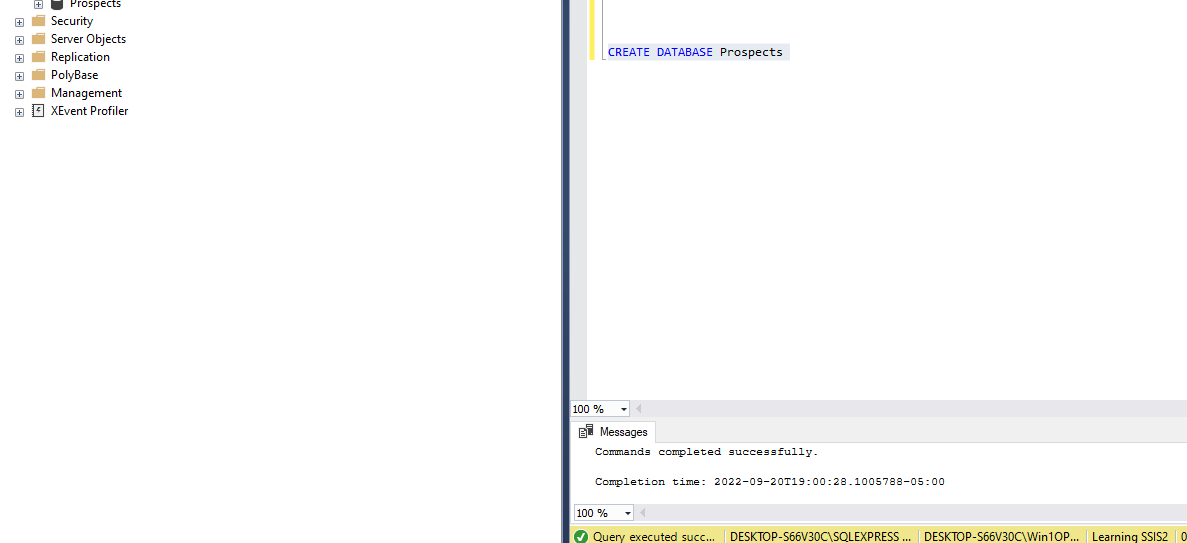 Prospects
Security
Server Objects
Replication
PolyBase
Management
XEvent Profiler
CREATE DATABASE Prospects
100 %
Messages
Commands completed successfully.
Completion time: 2022-09-20T19:00:28.1005788-05:00
100 %
Query executed succ... DESKTOP-S66V30C\SQLEXPRESS ... DESKTOP-S66V30C\Win10P... Learning SSIS2 0